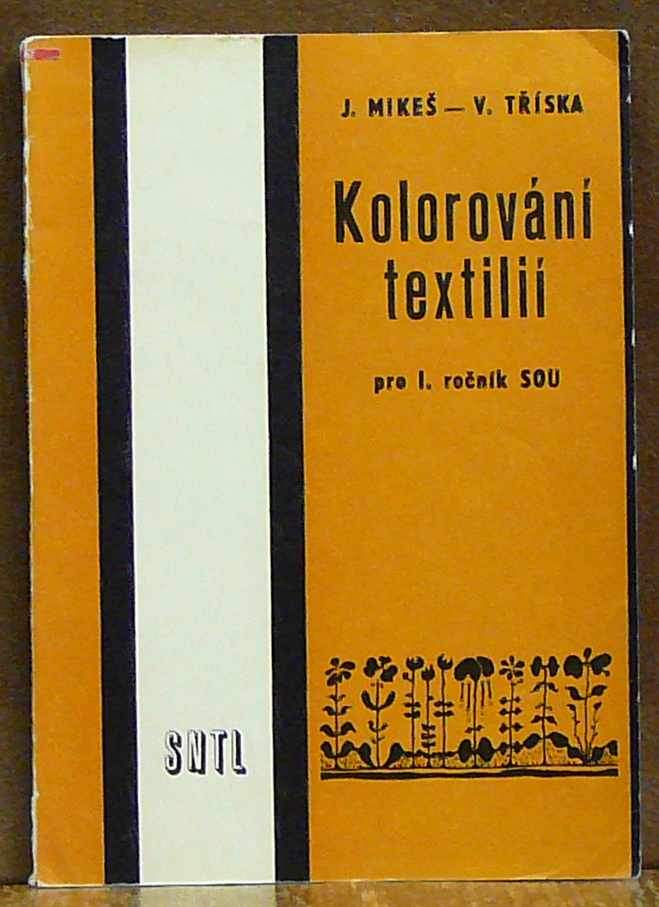 J. MIKEŠ — V. TŘÍSKA
Kolorování
textilií
pro I. ročník SOU
SNTL